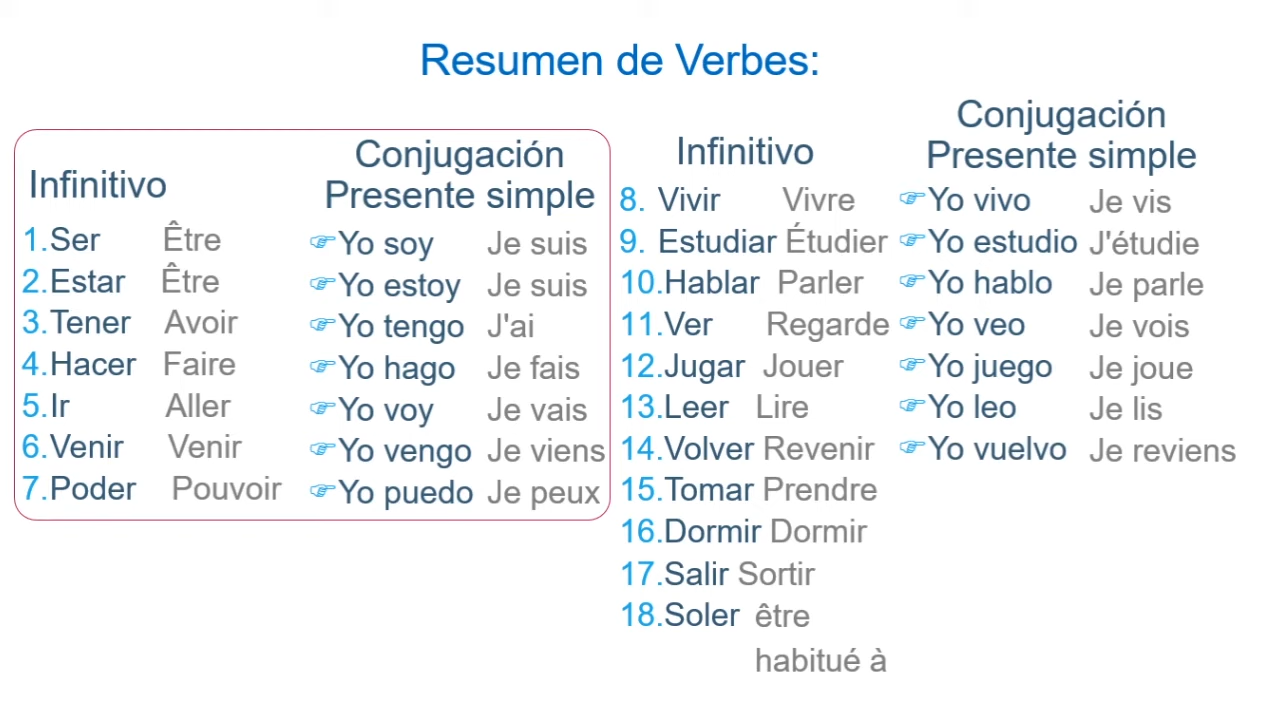 Resumen de Verbes:
Infinitivo
Conjugación
Presente simple
1.Ser Être ☞Yo soy Je suis
2.Estar Être ☞Yo estoy Je suis
3.Tener Avoir ☞Yo tengo J'ai
4.Hacer Faire ☞Yo hago Je fais
5.Ir Aller ☞Yo voy Je vais
6.Venir Venir ☞Yo vengo Je viens
7.Poder Pouvoir ☞Yo puedo Je peux
Infinitivo
Conjugación
Presente simple
8. Vivir Vivre ☞Yo vivo Je vis
9. Estudiar Étudier ☞Yo estudio J'étudie
10.Hablar Parler ☞Yo hablo Je parle
11.Ver Regarde ☞Yo veo Je vois
12.Jugar Jouer ☞Yo juego Je joue
13.Leer Lire ☞Yo leo Je lis
14.Volver Revenir ☞Yo vuelvo Je reviens
15.Tomar Prendre
16.Dormir Dormir
17.Salir Sortir
18.Soler être
habitué à